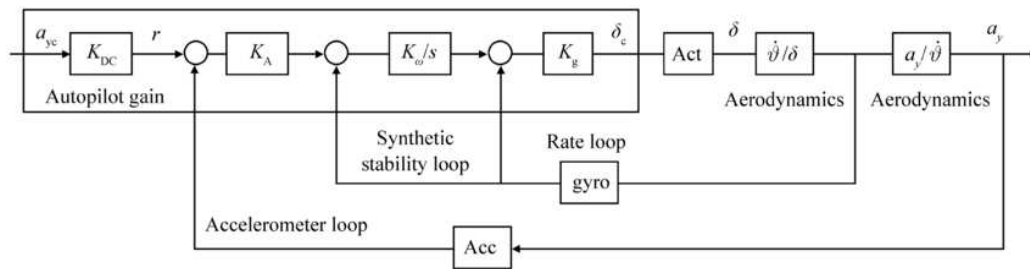 a_yc
K_DC
r
K_A
K_ω/s
K_g
δ_c
Act
δ
ϑ̇/δ
a_y/ϑ̇
a_y
Autopilot gain
Aerodynamics
Aerodynamics
Synthetic
stability loop
Rate loop
gyro
Accelerometer loop
Acc